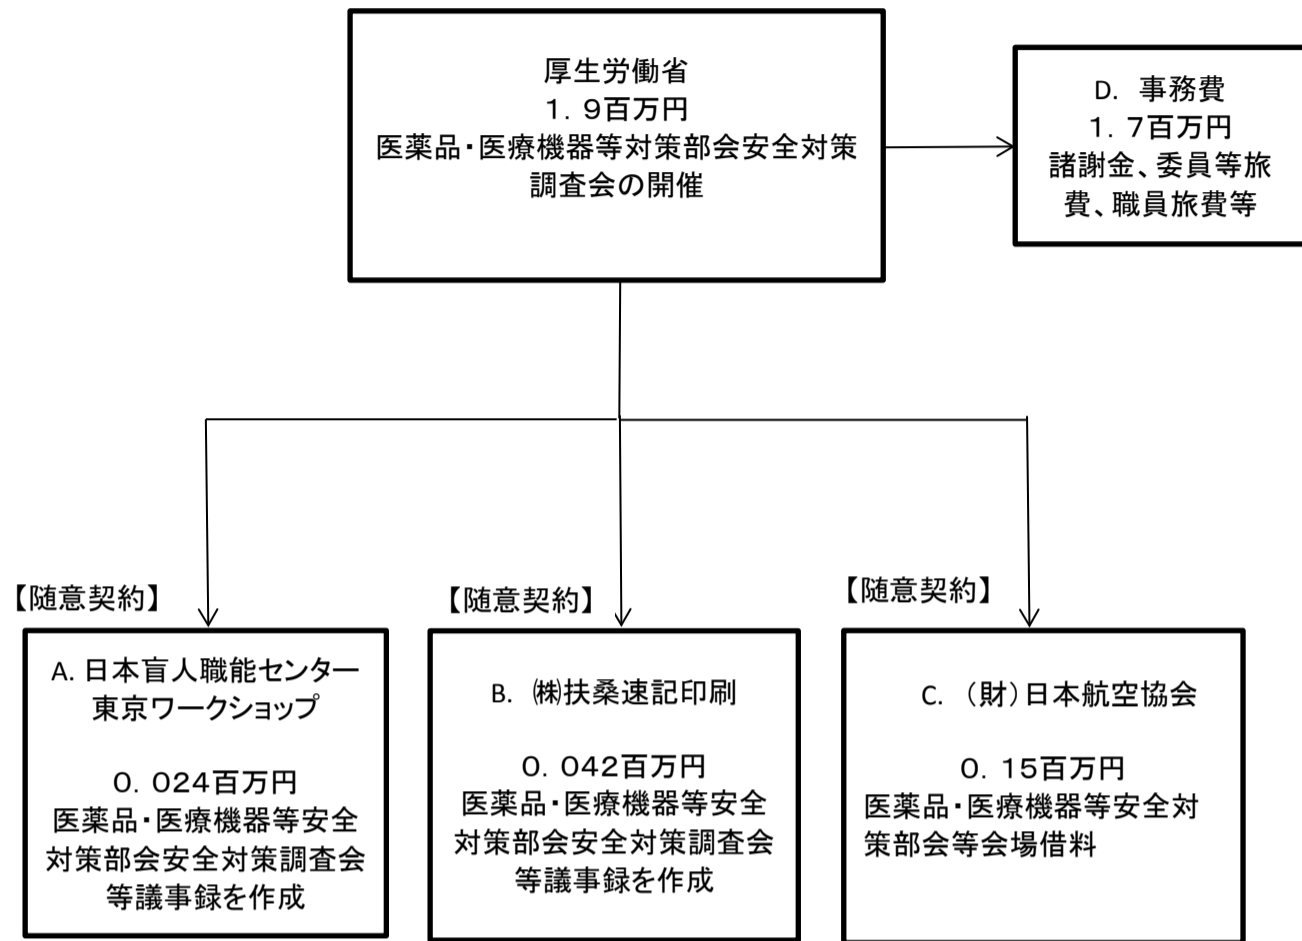 厚生労働省
１．９百万円
医薬品・医療機器等対策部会安全対策
調査会の開催
D. 事務費
１．７百万円
諸謝金、委員等旅
費、職員旅費等
【随意契約】
A. 日本盲人職能センター
東京ワークショップ
０．０２４百万円
医薬品・医療機器等安全
対策部会安全対策調査会
等議事録を作成
【随意契約】
B. ㈱扶桑速記印刷
０．０４２百万円
医薬品・医療機器等安全
対策部会安全対策調査会
等議事録を作成
【随意契約】
C. （財）日本航空協会
０．１５百万円
医薬品・医療機器等安全対
策部会等会場借料